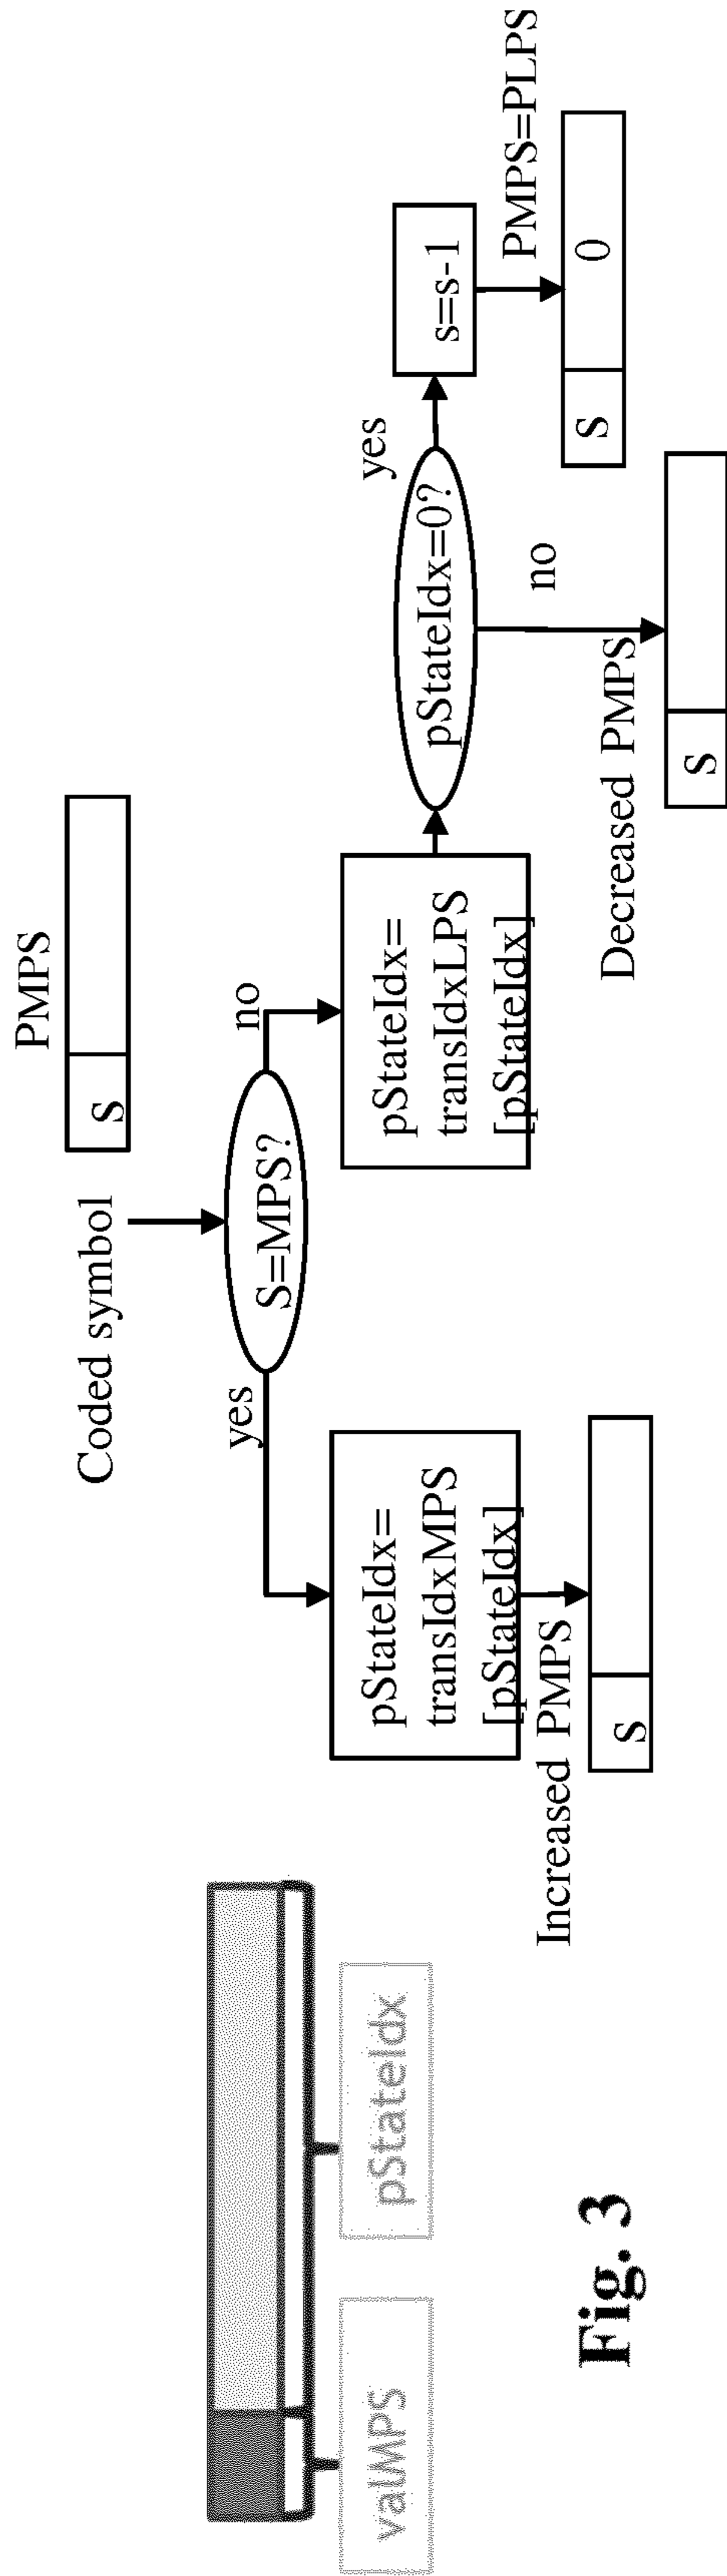 valMPS
pStateIdx
Fig. 3
Coded symbol
PMPS
s
S=MPS?
yes
no
pStateIdx=
transIdxMPS
[pStateIdx]
Increased PMPS
s
pStateIdx=
transIdxLPS
[pStateIdx]
pStateIdx=0?
yes
no
s=s-1
PMPS=PLPS
s
0
Decreased PMPS
s